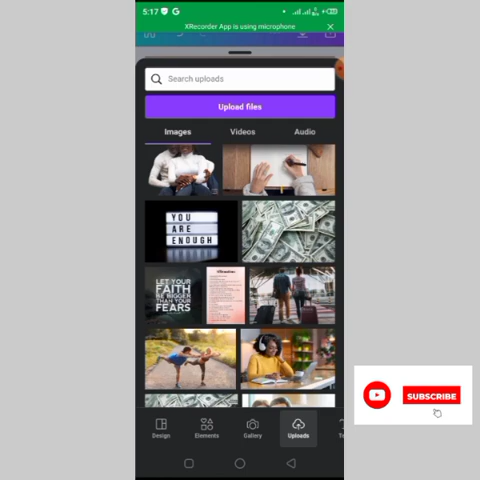 5:17
XRecorder App is using microphone
Search uploads
Upload files
Images Videos Audio
YOU
ARE
ENOUGH
LET YOUR
FAITH
BE BIGGER
THAN YOUR
FEARS
SUBSCRIBE
Design Elements Gallery Uploads